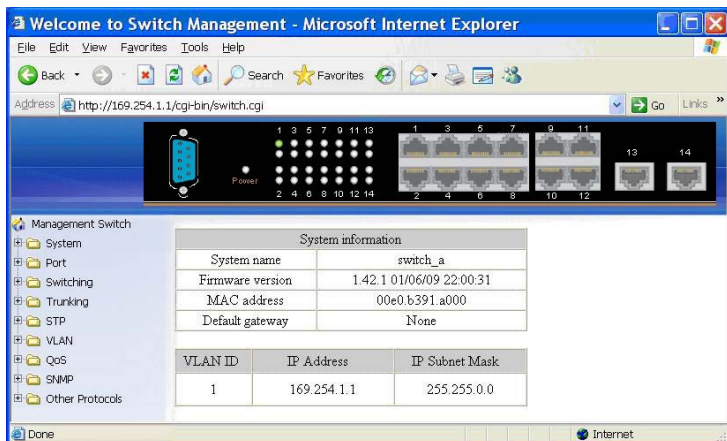 Welcome to Switch Management - Microsoft Internet Explorer
File Edit View Favorites Tools Help
Back Search Favorites
Address http://169.254.1.1/cgi-bin/switch.cgi Go Links »
1 3 5 7 9 11 13
1 3 5 7 9 11
13 14
Power
2 4 6 8 10 12 14
2 4 6 8 10 12
Management Switch
System
Port
Switching
Trunking
STP
VLAN
QoS
SNMP
Other Protocols
System information
System name switch_a
Firmware version 1.42.1 01/06/09 22:00:31
MAC address 00e0.b391.a000
Default gateway None
VLAN ID IP Address IP Subnet Mask
1 169.254.1.1 255.255.0.0
Done Internet